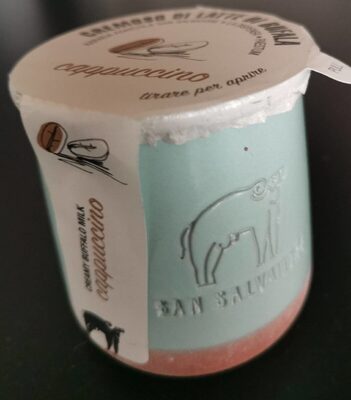 CREMOSO DI LATTE DI BUFALA
cappuccino
tirare per aprire
CREAMY BUFFALO MILK
cappuccino
SAN SALVATORE